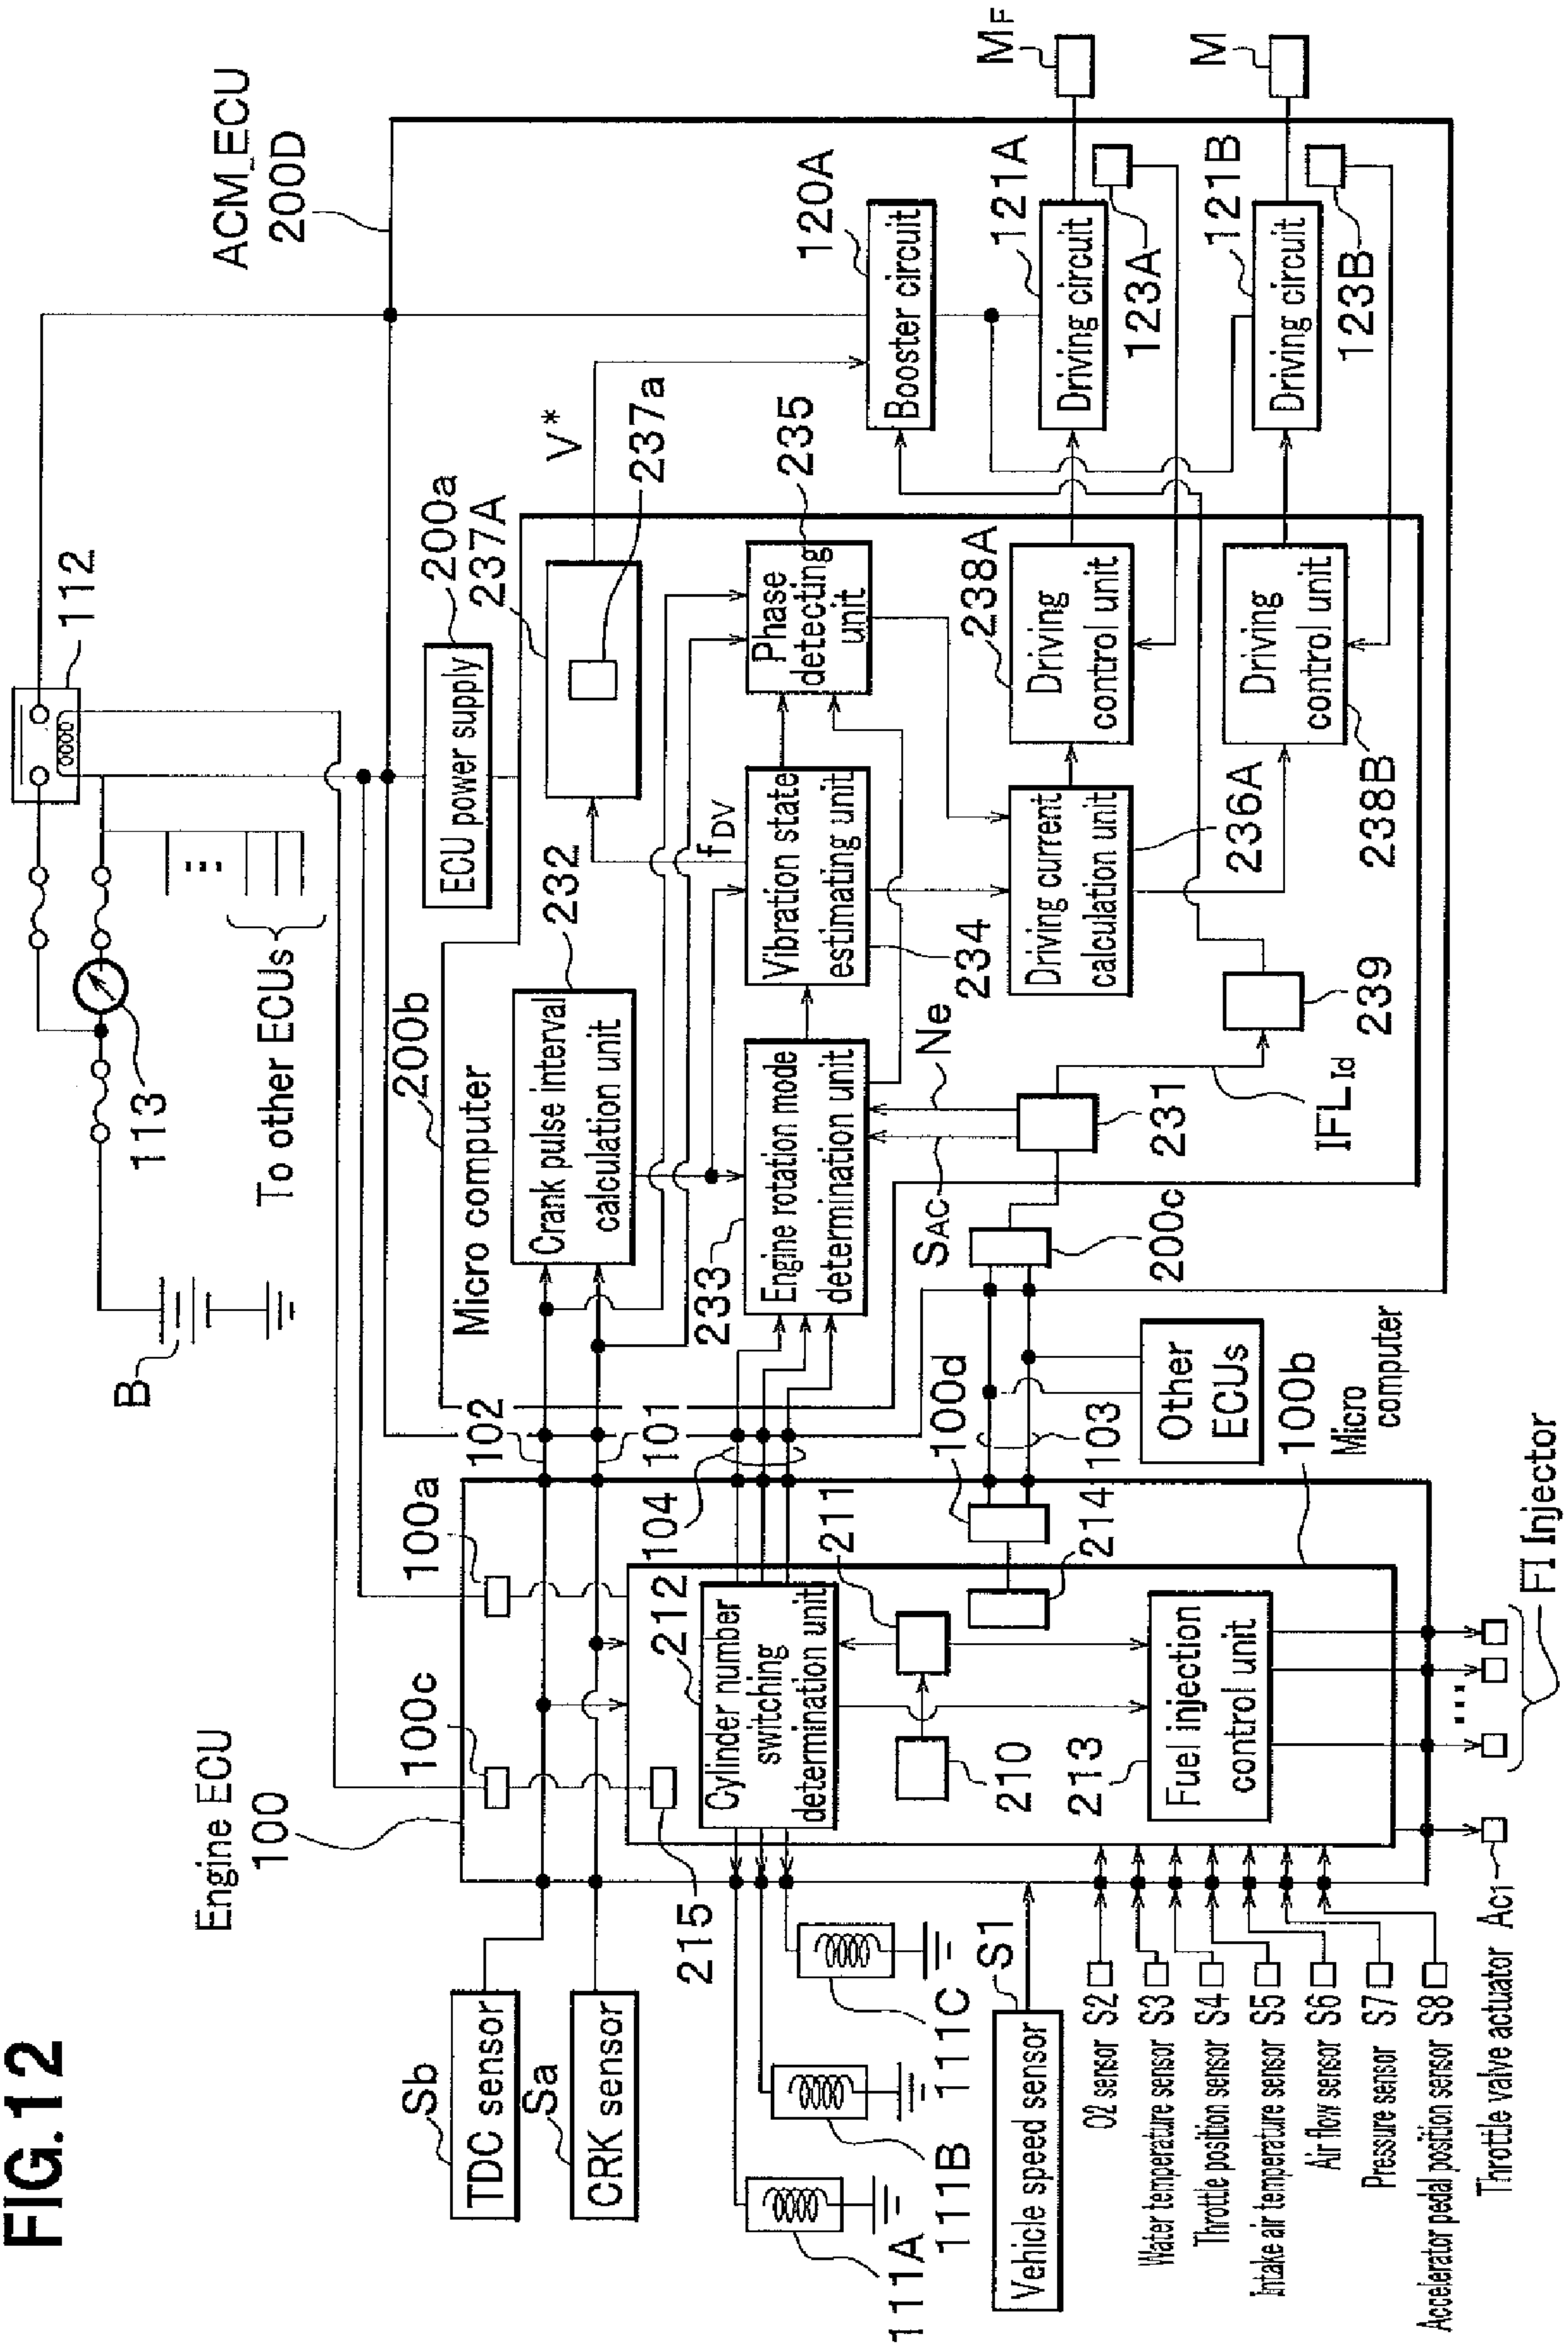 FIG.12
Engine ECU
100
ACM_ECU
200D
B
113
To other ECUs
112
Sb
TDC sensor
Sa
CRK sensor
100c
100a
102
101
104
215
212
Cylinder number
switching
determination unit
211
210
213
Fuel injection
control unit
214
100d
103
Other
ECUs
100b
Micro
computer
FI Injector
111A
111B
111C
Vehicle speed sensor
S1
O2 sensor S2
Water temperature sensor S3
Throttle position sensor S4
Intake air temperature sensor S5
Air flow sensor S6
Pressure sensor S7
Accelerator pedal position sensor S8
Throttle valve actuator Ac1
200b
Micro computer
Crank pulse interval
calculation unit
232
ECU power supply
200a
237A
237a
V*
233
Engine rotation mode
determination unit
Vibration state
estimating unit
234
fDV
Phase
detecting
unit
235
SAC
Ne
200c
231
IFLId
239
Driving current
calculation unit
236A
Driving
control unit
238A
Driving
control unit
238B
Booster circuit
120A
Driving circuit
121A
123A
Driving circuit
121B
123B
MF
M